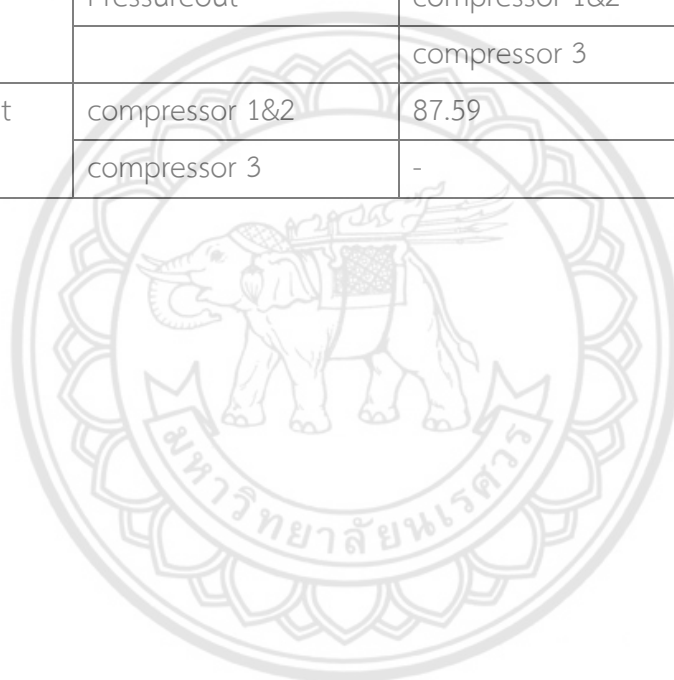 Pressureout compressor 1&2
compressor 3
t compressor 1&2 87.59
compressor 3 -
มหาวิทยาลัยนเรศวร